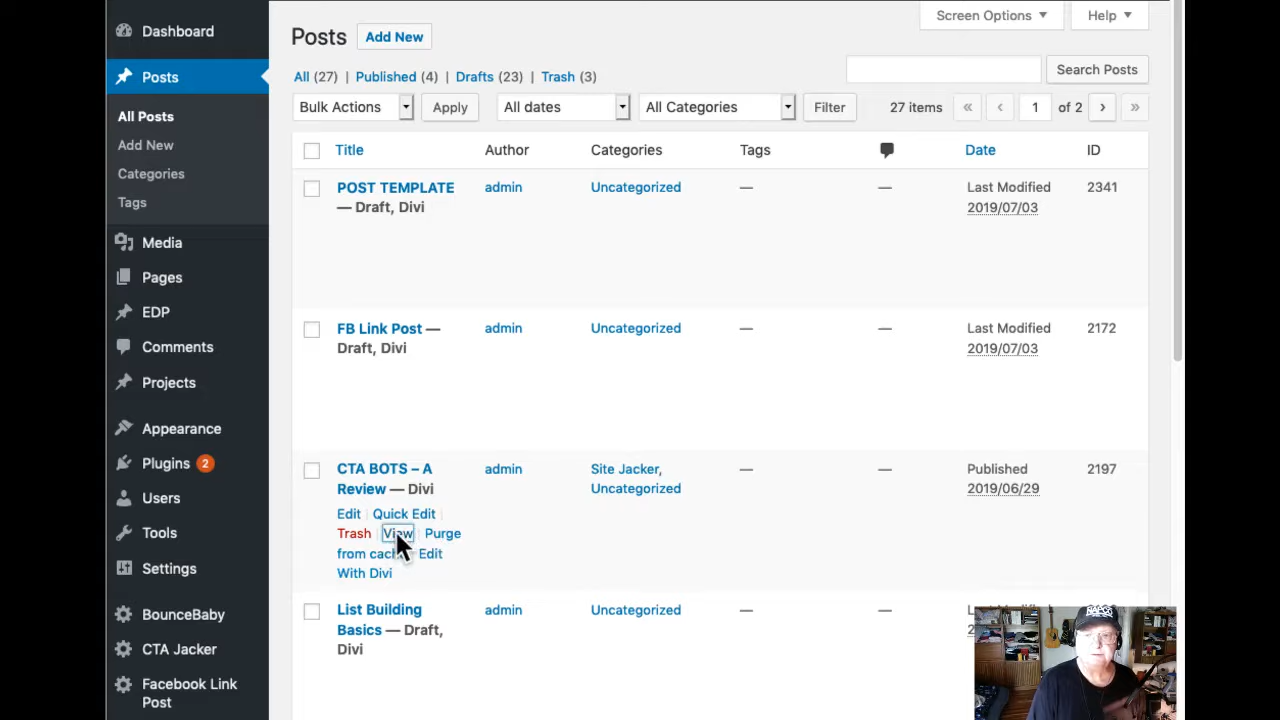 Dashboard
Posts
All Posts
Add New
Categories
Tags
Media
Pages
EDP
Comments
Projects
Appearance
Plugins 2
Users
Tools
Settings
BounceBaby
CTA Jacker
Facebook Link
Post
Screen Options
Help
Posts Add New
All (27) | Published (4) | Drafts (23) | Trash (3)
Search Posts
Bulk Actions Apply All dates All Categories Filter 27 items « ‹ 1 of 2 › »
Title Author Categories Tags Date ID
POST TEMPLATE admin Uncategorized — — Last Modified 2341
— Draft, Divi 2019/07/03
FB Link Post — admin Uncategorized — — Last Modified 2172
Draft, Divi 2019/07/03
CTA BOTS – A admin Site Jacker, — — Published 2197
Review — Divi Uncategorized 2019/06/29
Edit | Quick Edit |
Trash | View | Purge
from cach Edit
With Divi
List Building admin Uncategorized — —
Basics — Draft,
Divi